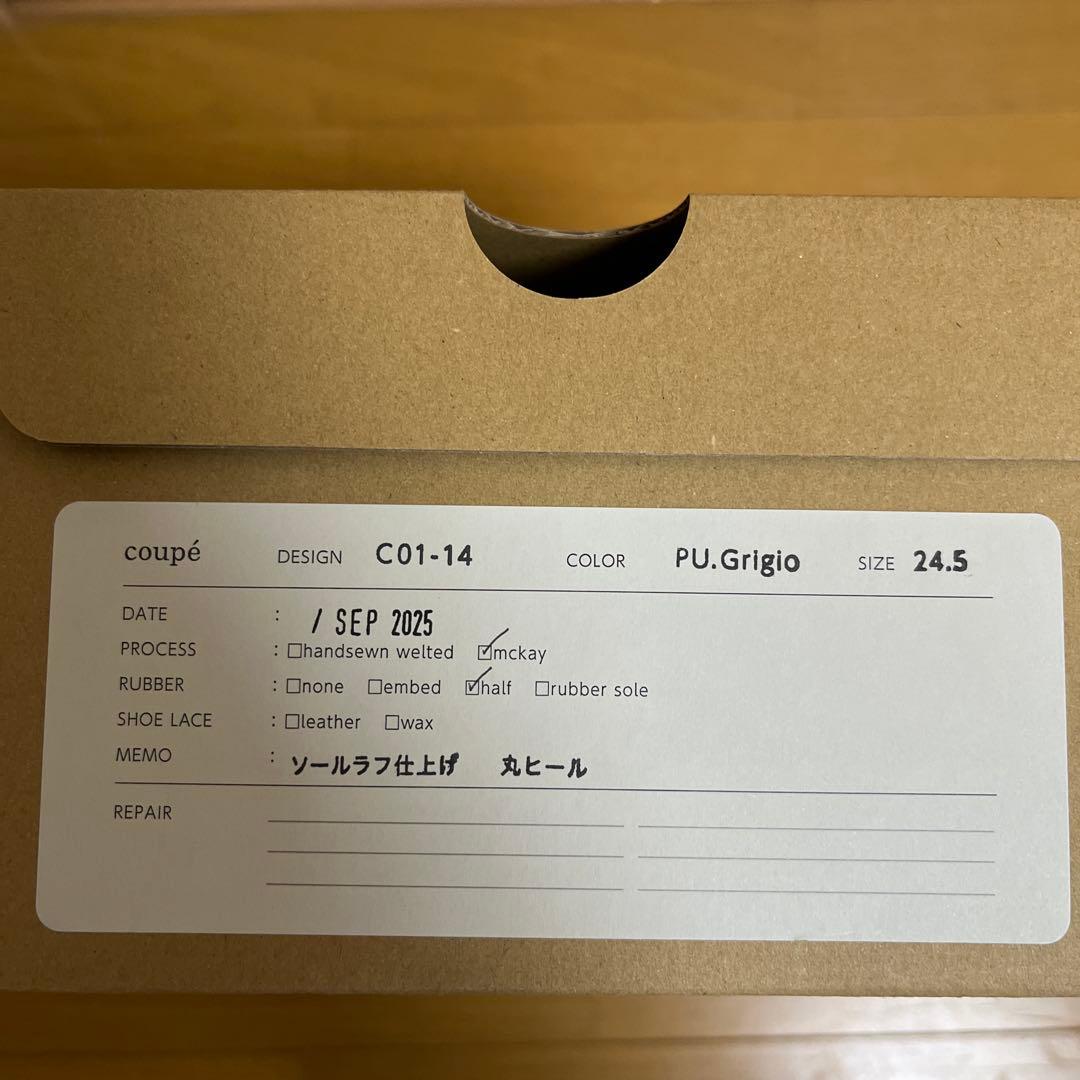 coupé DESIGN C01-14 COLOR PU.Grigio SIZE 24.5
DATE : / SEP 2025
PROCESS : ☐handsewn welted ☑mckay
RUBBER : ☐none ☐embed ☑half ☐rubber sole
SHOE LACE : ☐leather ☐wax
MEMO : ソールラフ仕上げ 丸ヒール
REPAIR